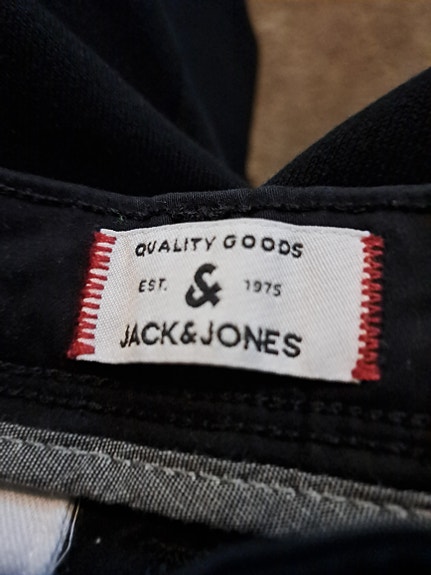 QUALITY GOODS
EST. & 1975
JACK&JONES